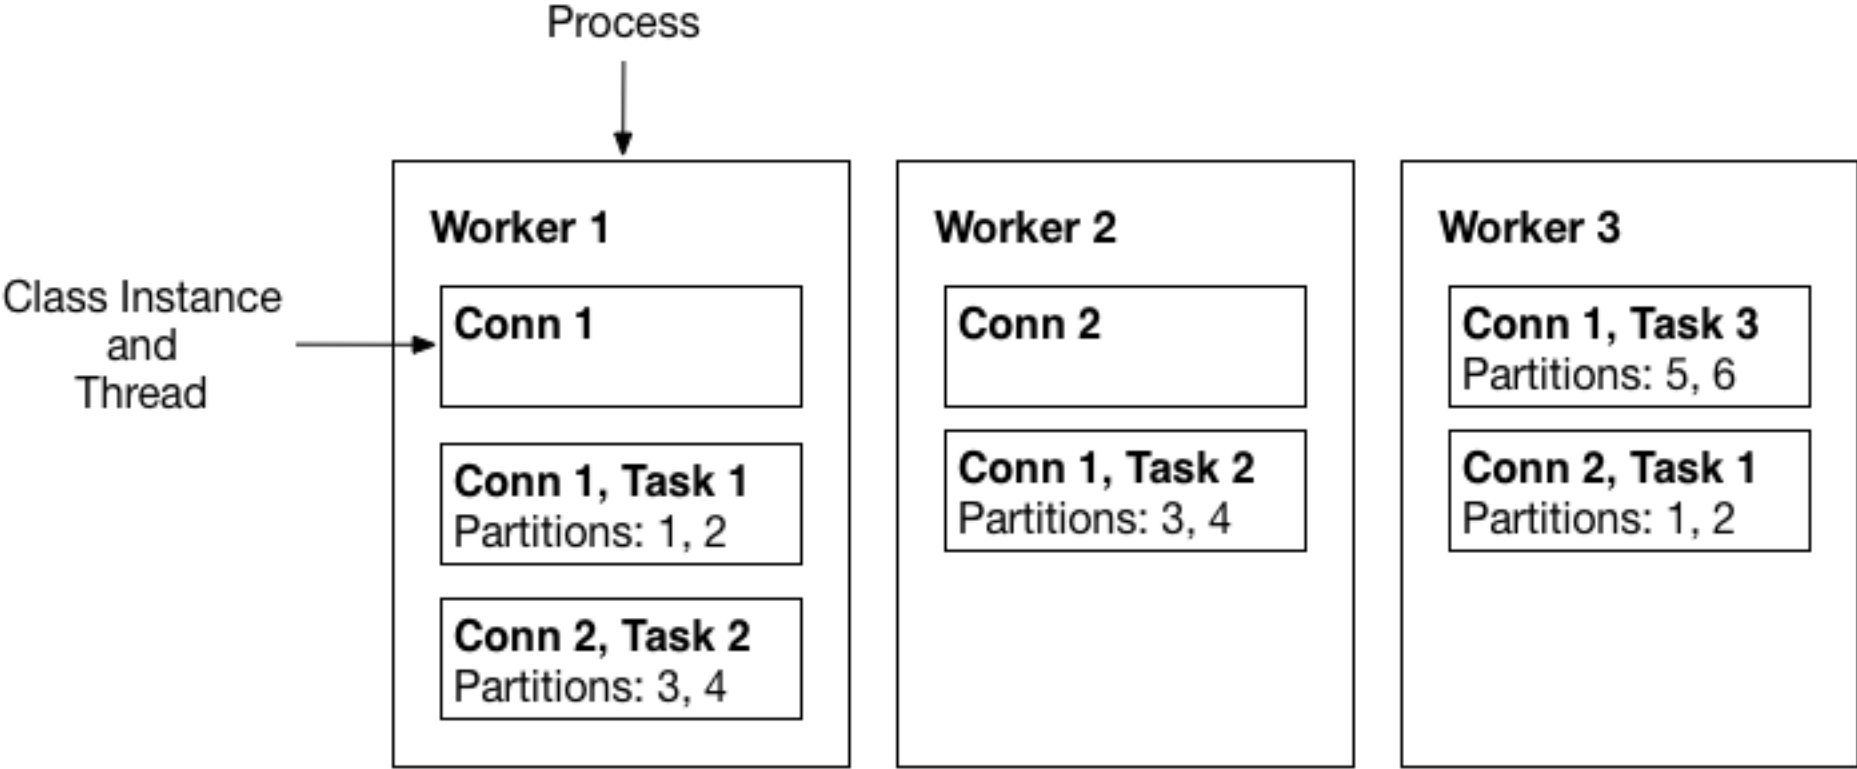 Process
Class Instance
and
Thread
Worker 1
Conn 1
Conn 1, Task 1
Partitions: 1, 2
Conn 2, Task 2
Partitions: 3, 4
Worker 2
Conn 2
Conn 1, Task 2
Partitions: 3, 4
Worker 3
Conn 1, Task 3
Partitions: 5, 6
Conn 2, Task 1
Partitions: 1, 2